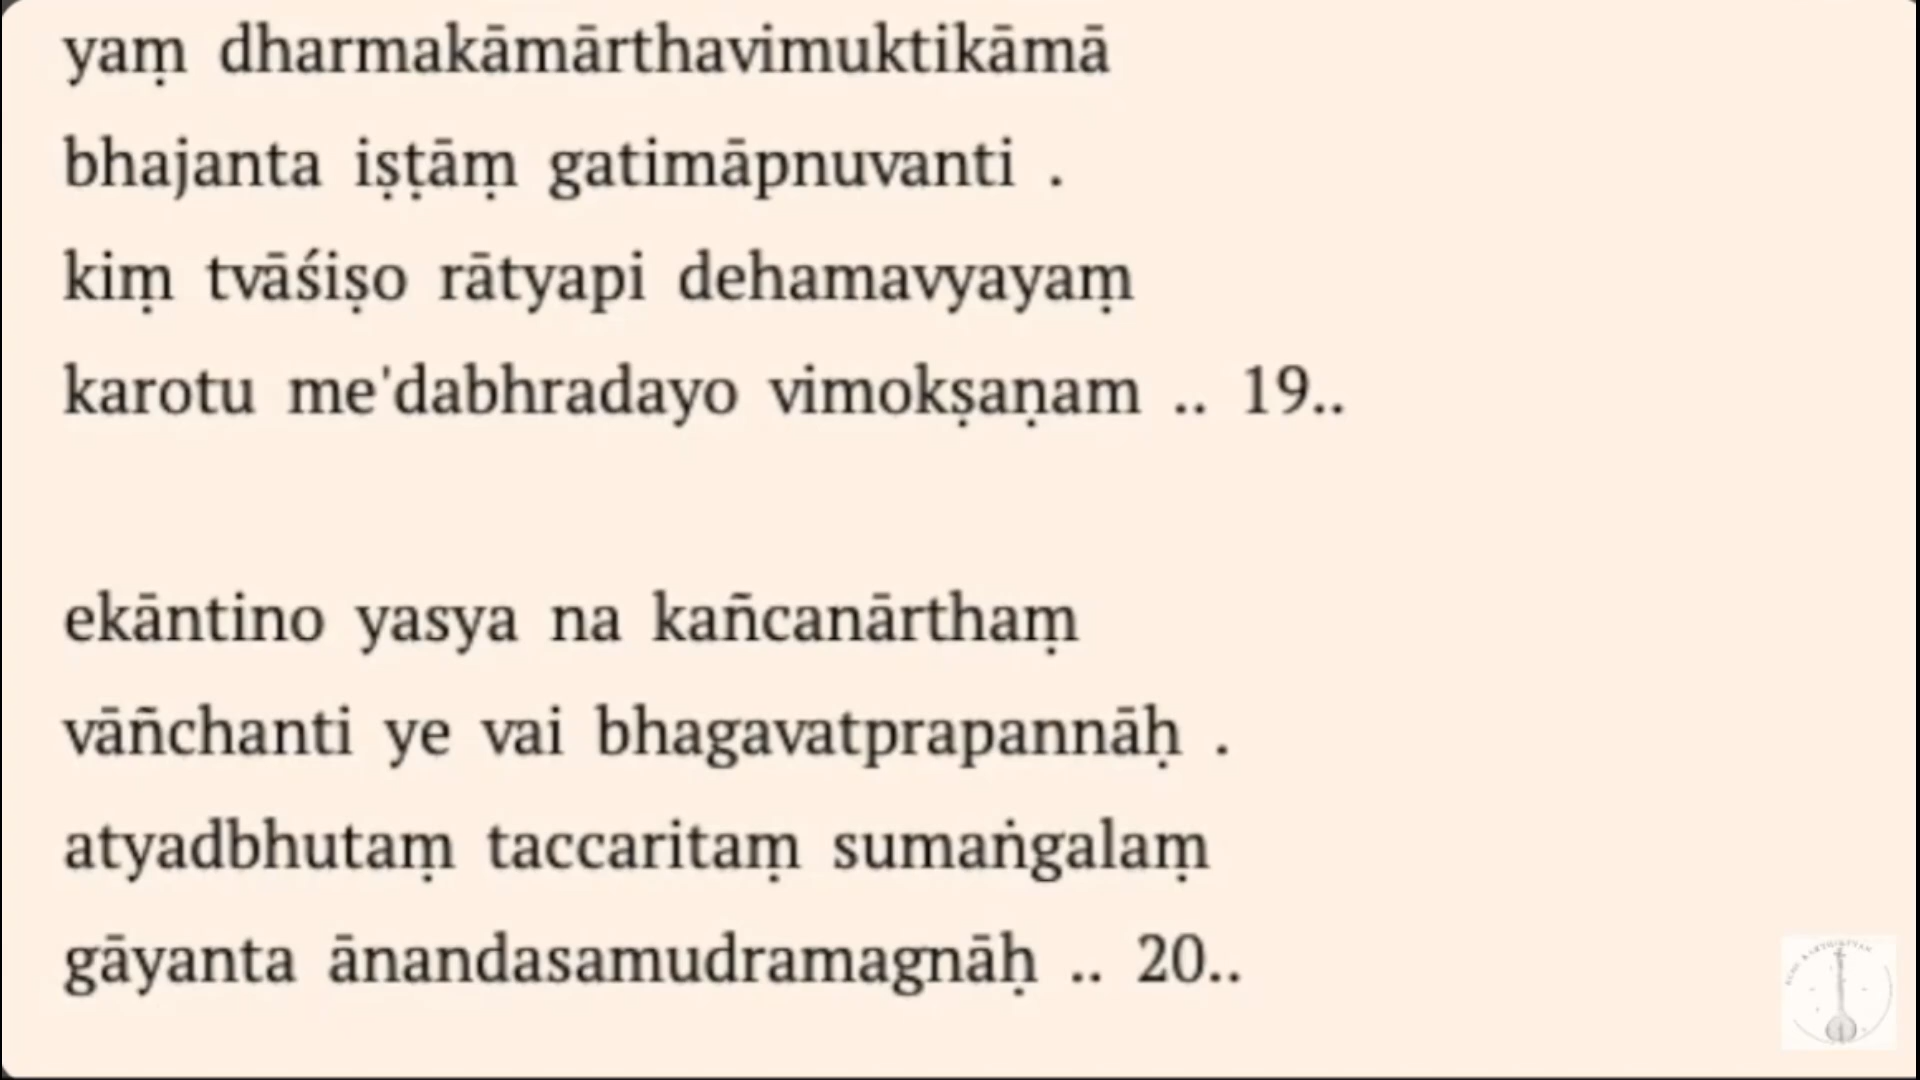 yaṃ dharmakāmārthavimuktikāmā
bhajanta iṣṭāṃ gatimāpnuvanti .
kiṃ tvāśiṣo rātyapi dehamavyayaṃ
karotu me'dabhradayo vimokṣaṇam .. 19..
ekāntino yasya na kañcanārthaṃ
vāñchanti ye vai bhagavatprapannāḥ .
atyadbhutaṃ taccaritaṃ sumaṅgalaṃ
gāyanta ānandasamudramagnāḥ .. 20..